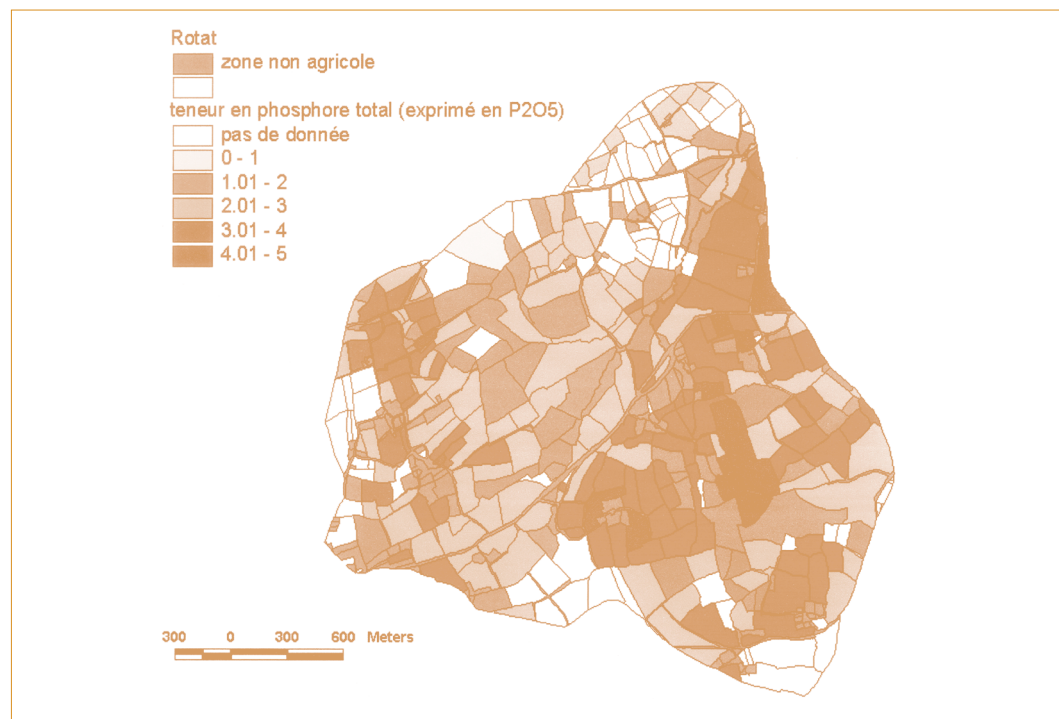 Rotat
zone non agricole
teneur en phosphore total (exprimé en P2O5)
pas de donnée
0 - 1
1.01 - 2
2.01 - 3
3.01 - 4
4.01 - 5
300 0 300 600 Meters